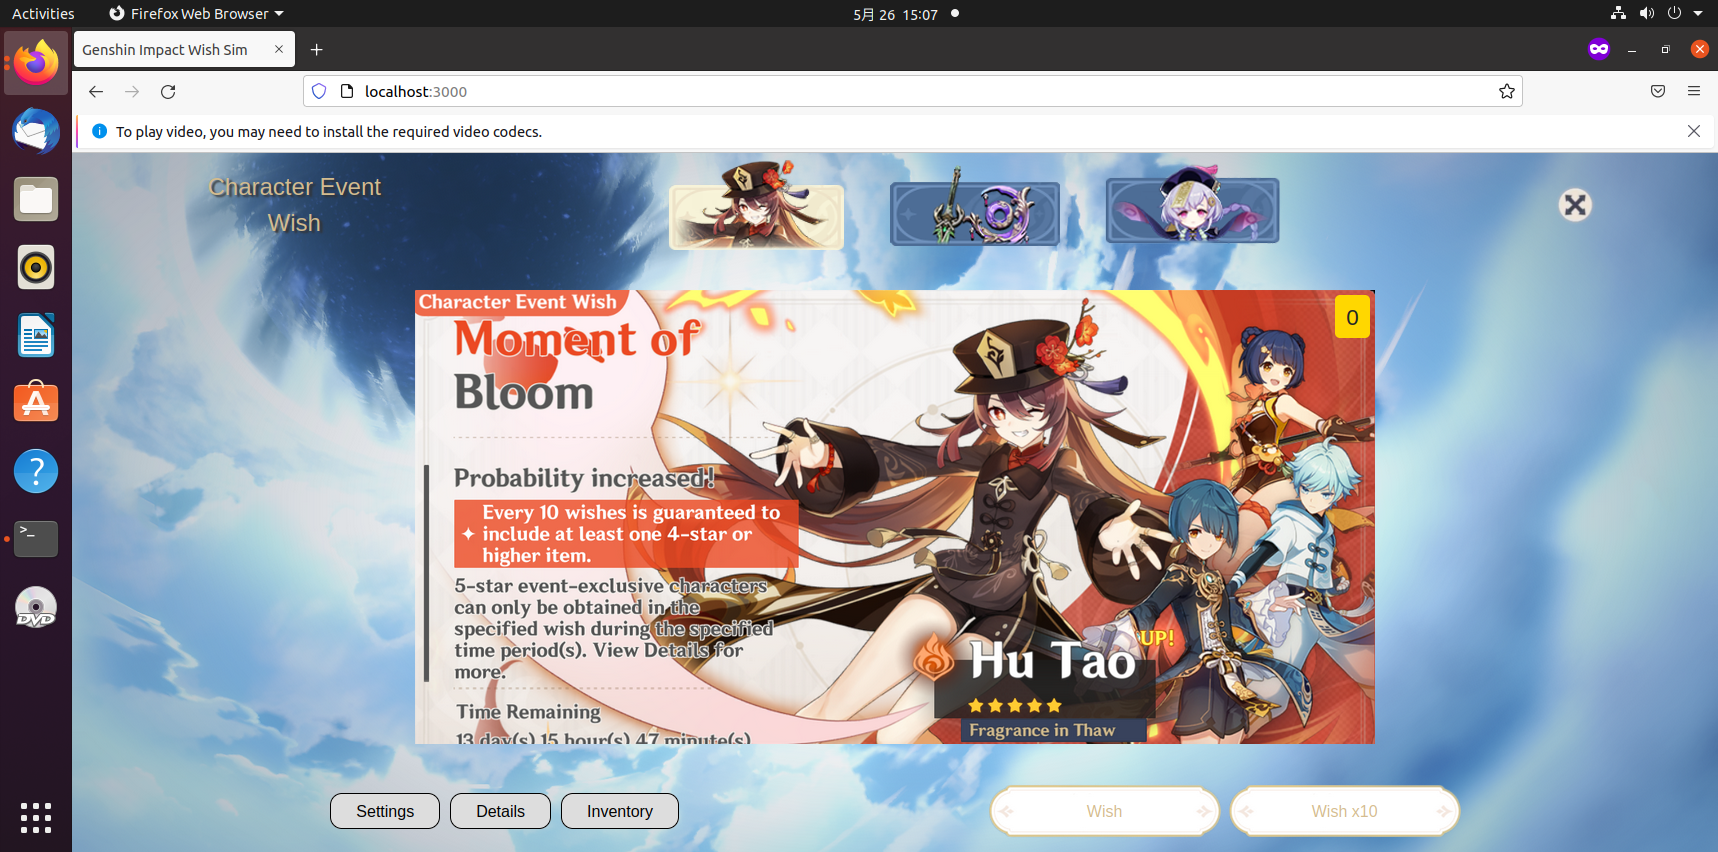 Activities
Firefox Web Browser
5月 26 15:07
Genshin Impact Wish Sim
localhost:3000
To play video, you may need to install the required video codecs.
Character Event
Wish
Character Event Wish
0
Moment of
Bloom
Probability increased!
Every 10 wishes is guaranteed to
include at least one 4-star or
higher item.
5-star event-exclusive characters
can only be obtained in the
specified wish during the specified
time period(s). View Details for
more.
Time Remaining
13 day(s) 15 hour(s) 47 minute(s)
UP!
Hu Tao
Fragrance in Thaw
Settings
Details
Inventory
Wish
Wish x10
>_
?
DVD